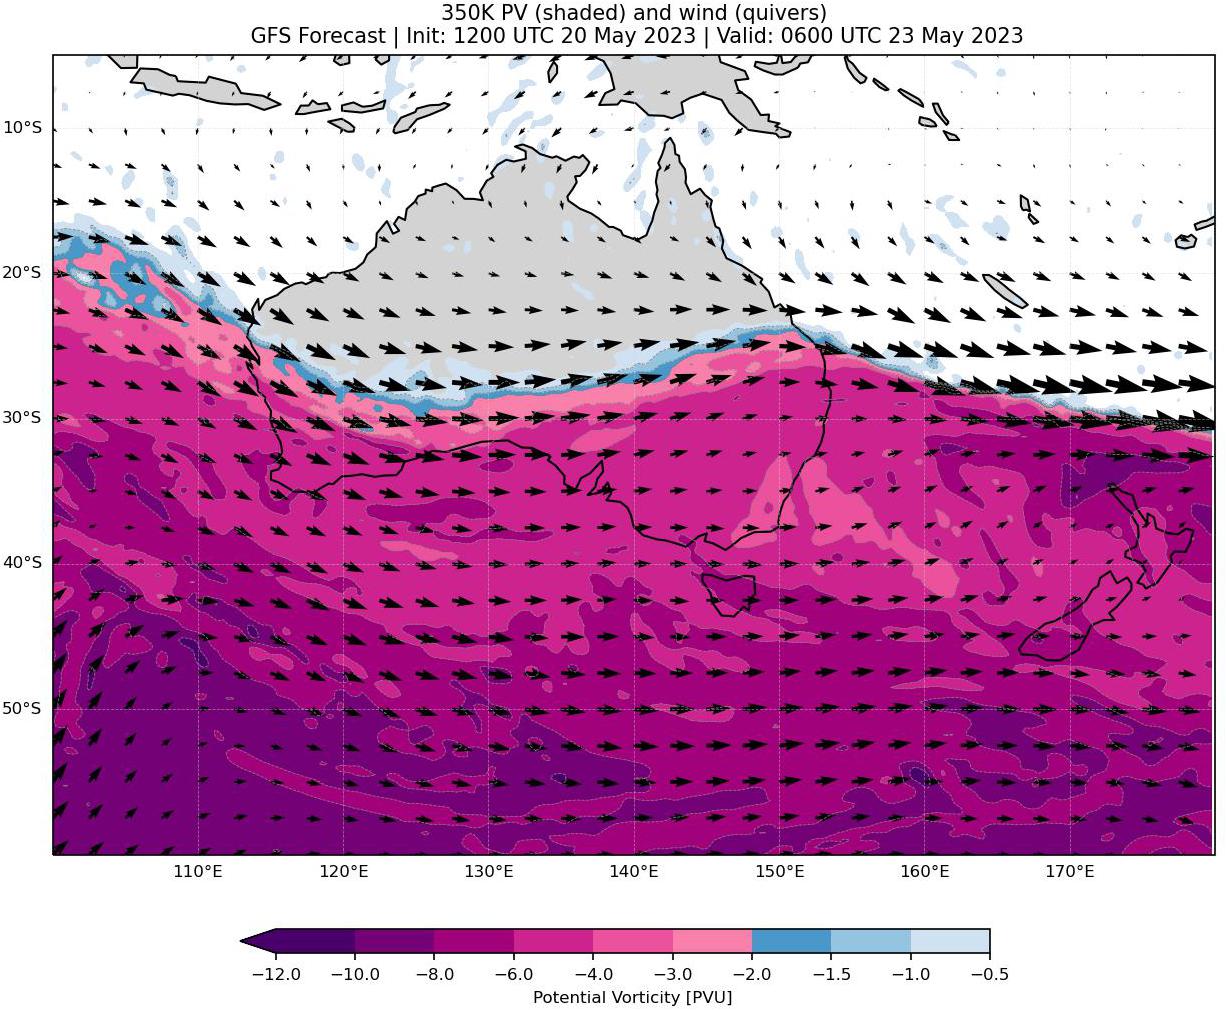 350K PV (shaded) and wind (quivers)
GFS Forecast | Init: 1200 UTC 20 May 2023 | Valid: 0600 UTC 23 May 2023
10°S
20°S
30°S
40°S
50°S
110°E 120°E 130°E 140°E 150°E 160°E 170°E
−12.0 −10.0 −8.0 −6.0 −4.0 −3.0 −2.0 −1.5 −1.0 −0.5
Potential Vorticity [PVU]